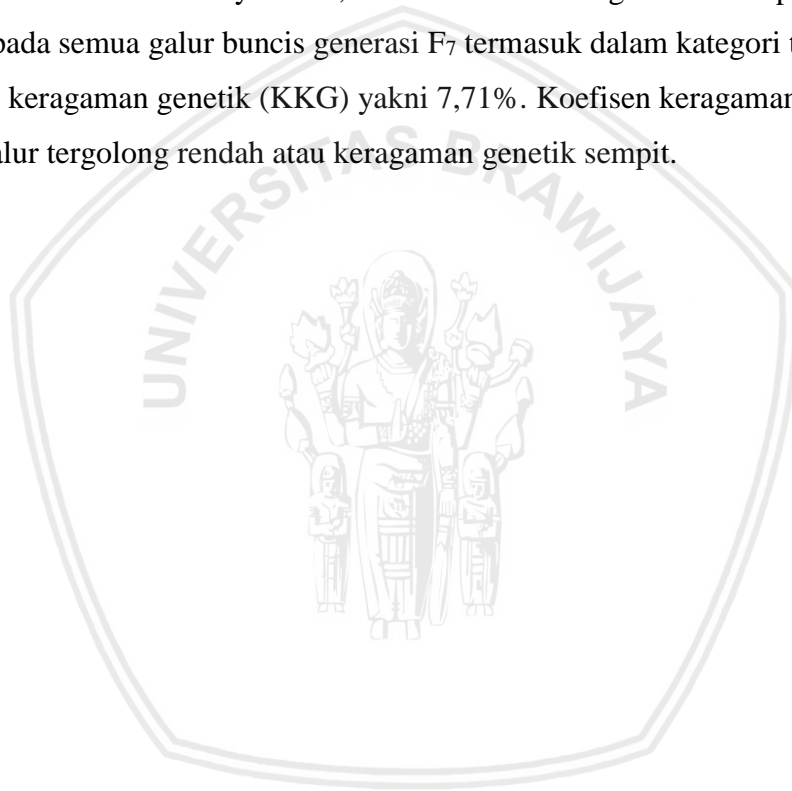 pada semua galur buncis generasi F₇ termasuk dalam kategori
keragaman genetik (KKG) yakni 7,71%. Koefisen keragaman
tergolong rendah atau keragaman genetik sempit.
UNIVERSITAS BRAWIJAYA